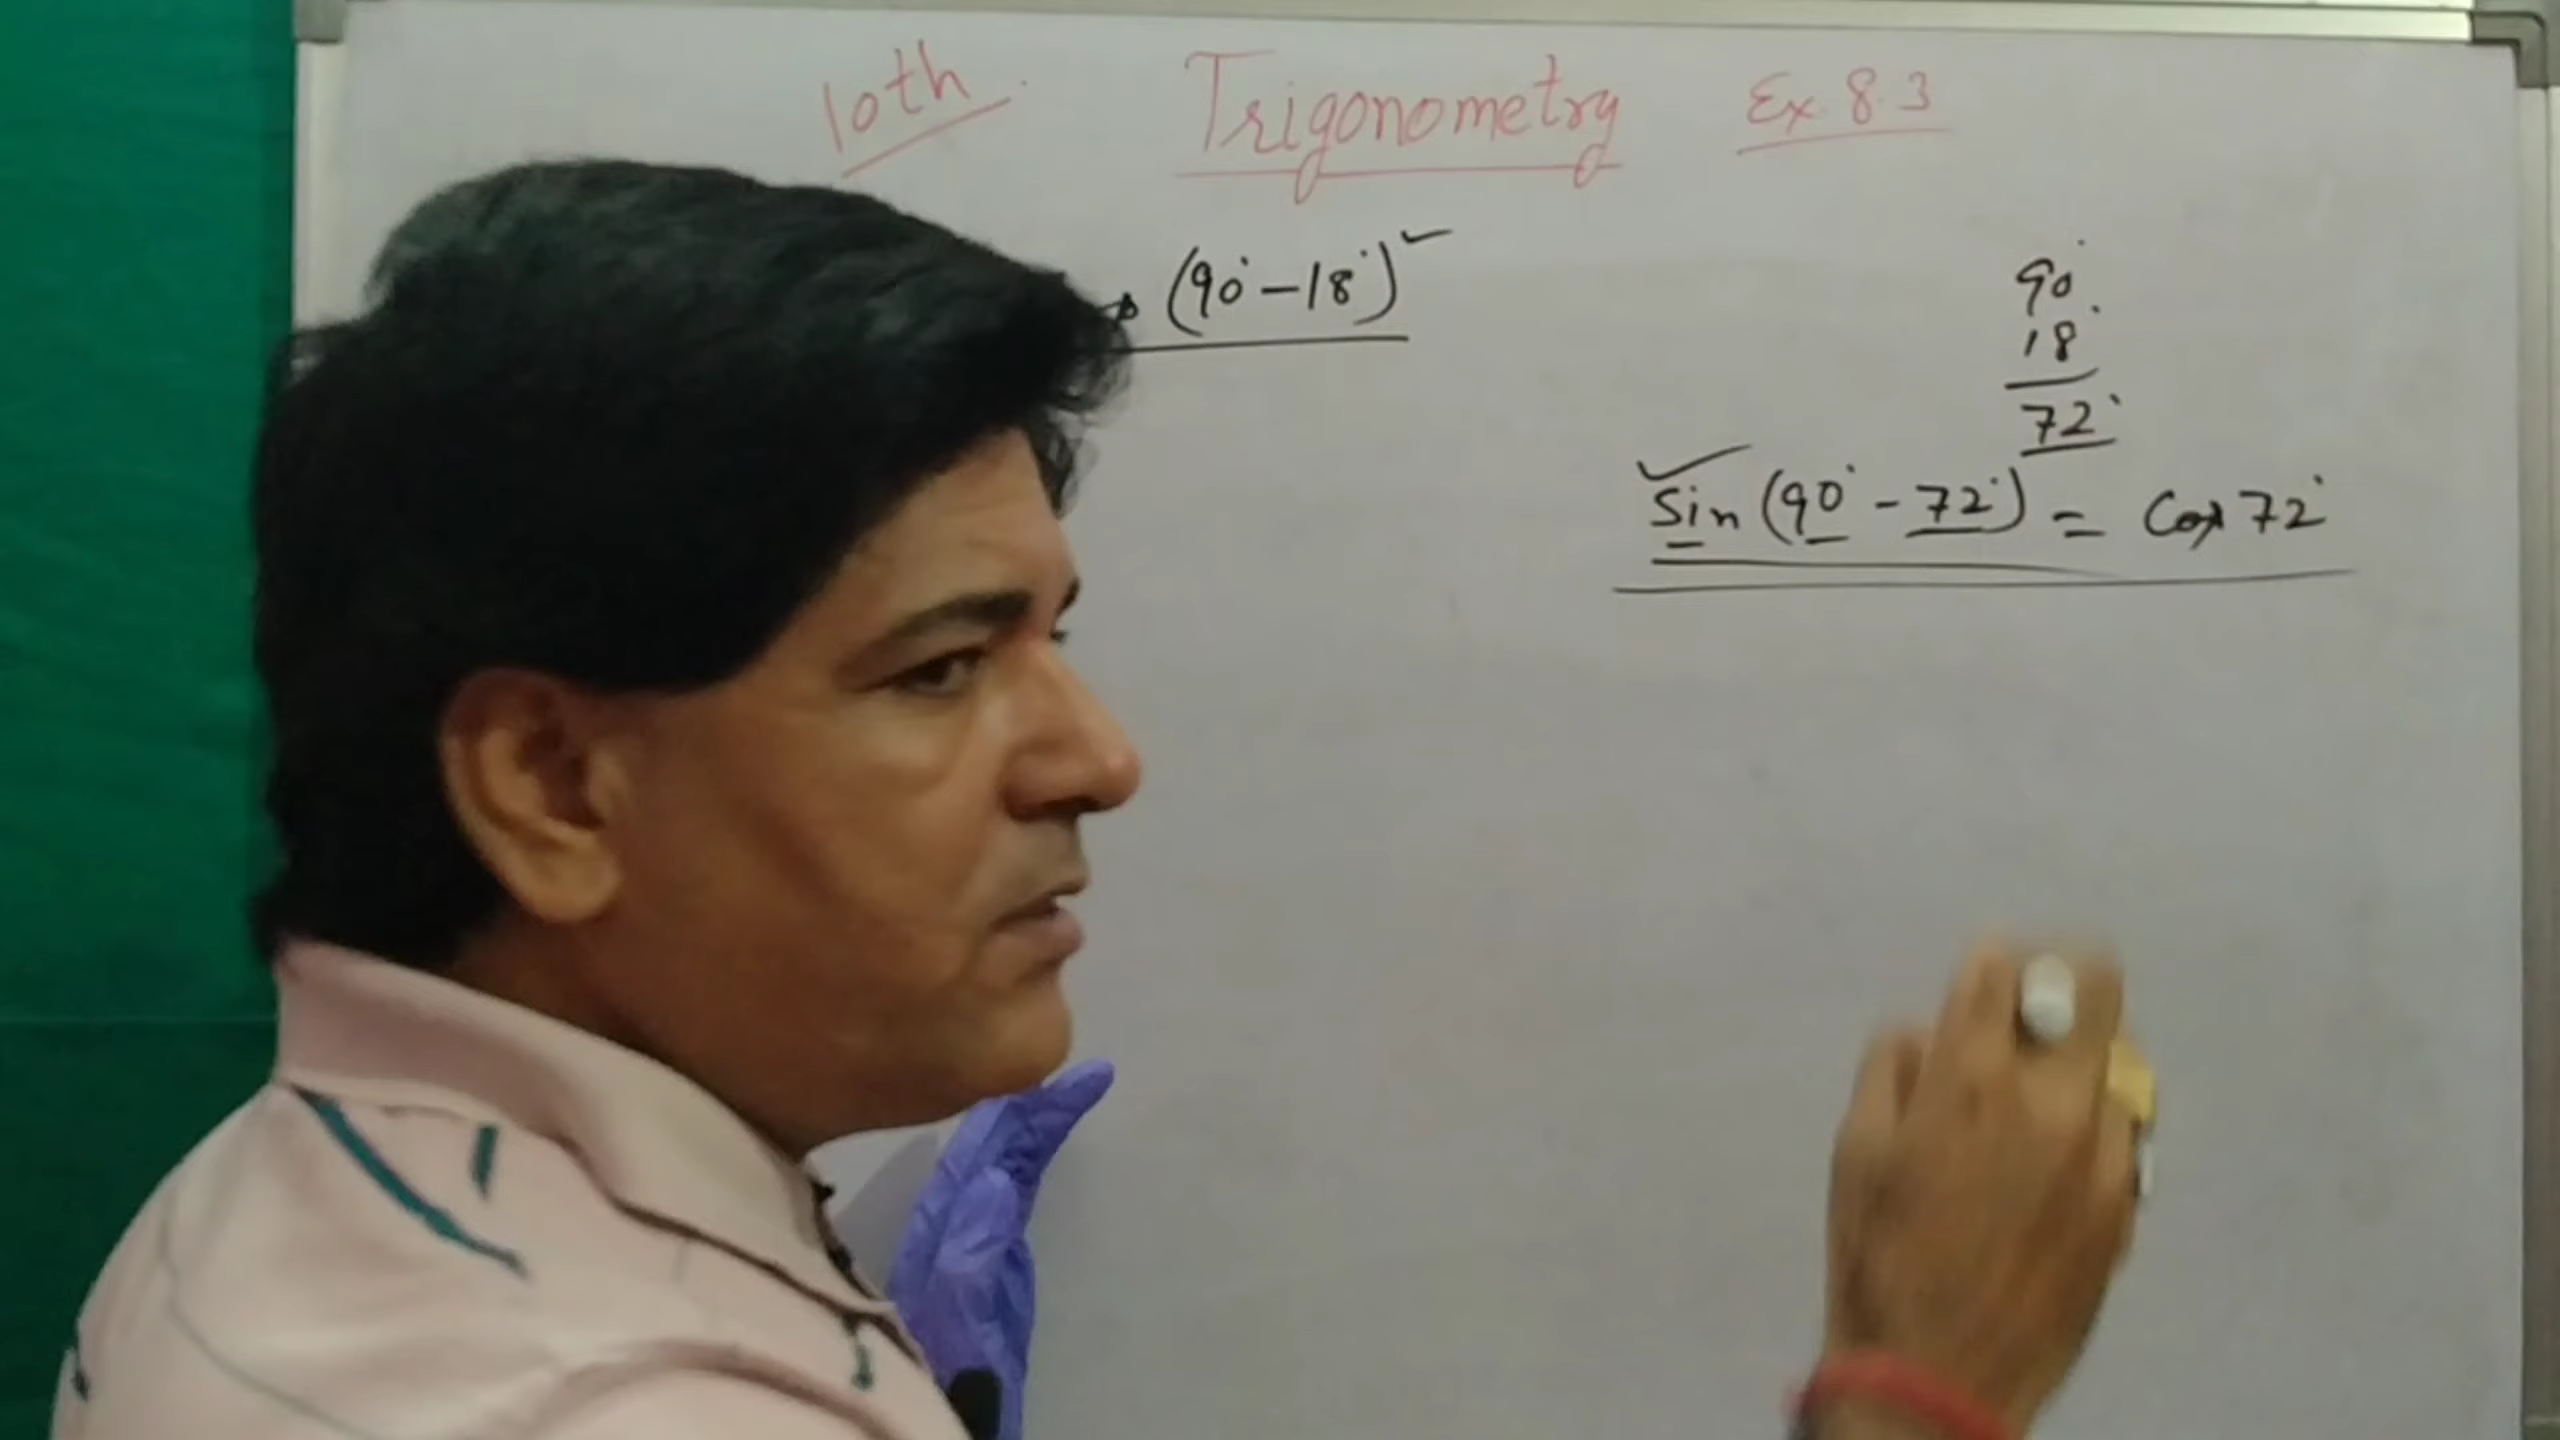 10th. Trigonometry Ex 8.3
(90° - 18°) ✓
90°
18°
72°
✓ Sin (90° - 72°) = Cos 72°